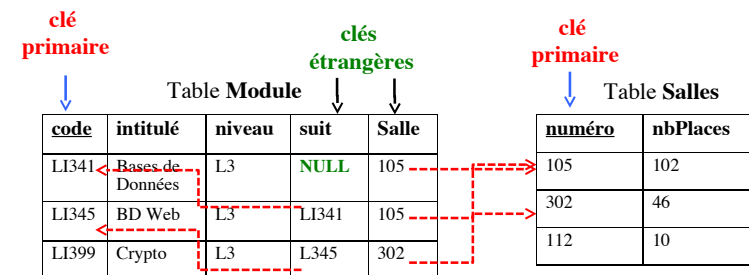 clé
primaire
clés
étrangères
clé
primaire
Table Module
Table Salles
code intitulé niveau suit Salle
LI341 Bases de Données L3 NULL 105
LI345 BD Web L3 LI341 105
LI399 Crypto L3 L345 302
numéro nbPlaces
105 102
302 46
112 10